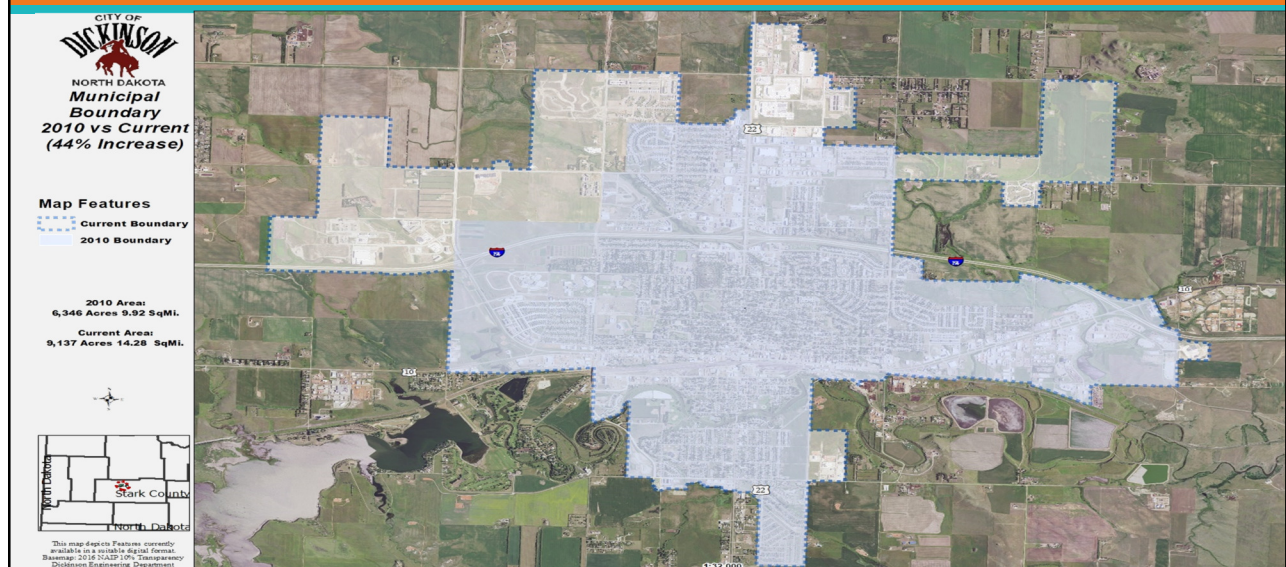 CITY OF
DICKINSON
NORTH DAKOTA
Municipal
Boundary
2010 vs Current
(44% Increase)
Map Features
Current Boundary
2010 Boundary
2010 Area:
6,346 Acres 9.92 SqMi.
Current Area:
9,137 Acres 14.28 SqMi.
North Dakota
Stark County
North Dakota
This map depicts Features currently
available in a suitable digital format.
Basemap: 2016 NAIP 10% Transparency
Dickinson Engineering Department
22
10
10
22